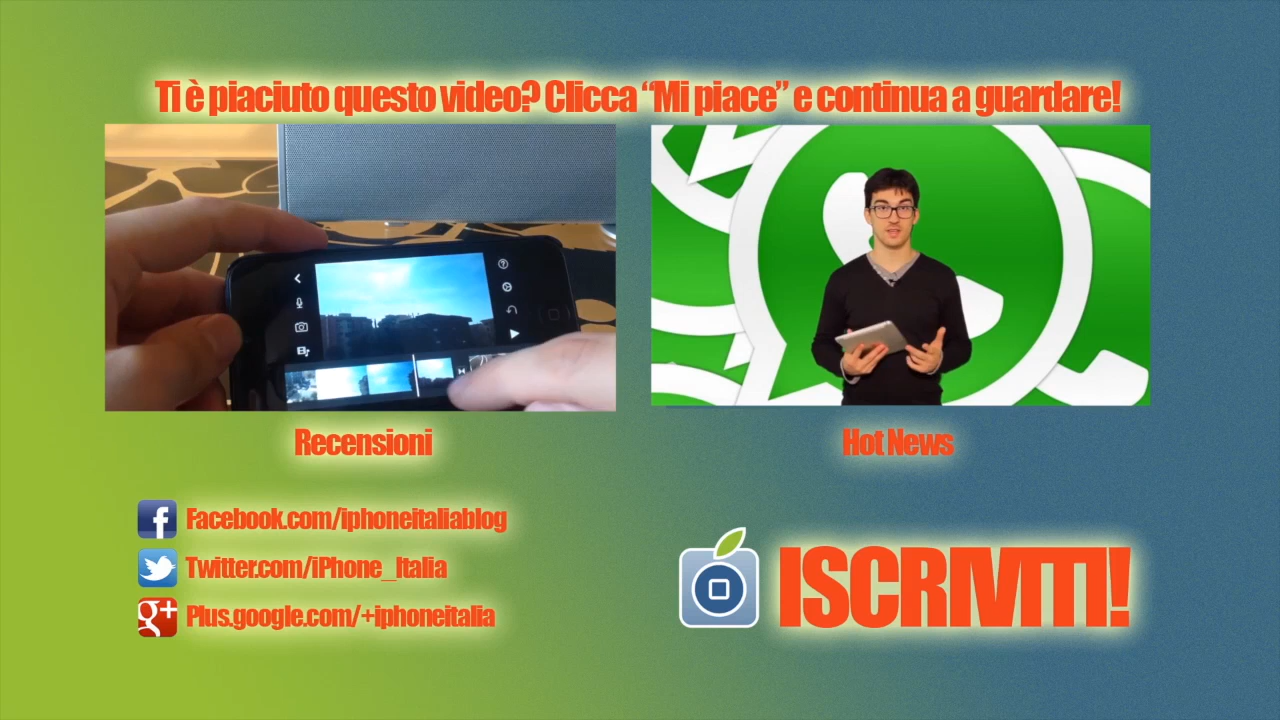 Ti è piaciuto questo video? Clicca “Mi piace” e continua a guardare!
Recensioni
Hot News
Facebook.com/iphoneitaliablog
Twitter.com/iPhone_Italia
Plus.google.com/+iphoneitalia
ISCRIVITI!